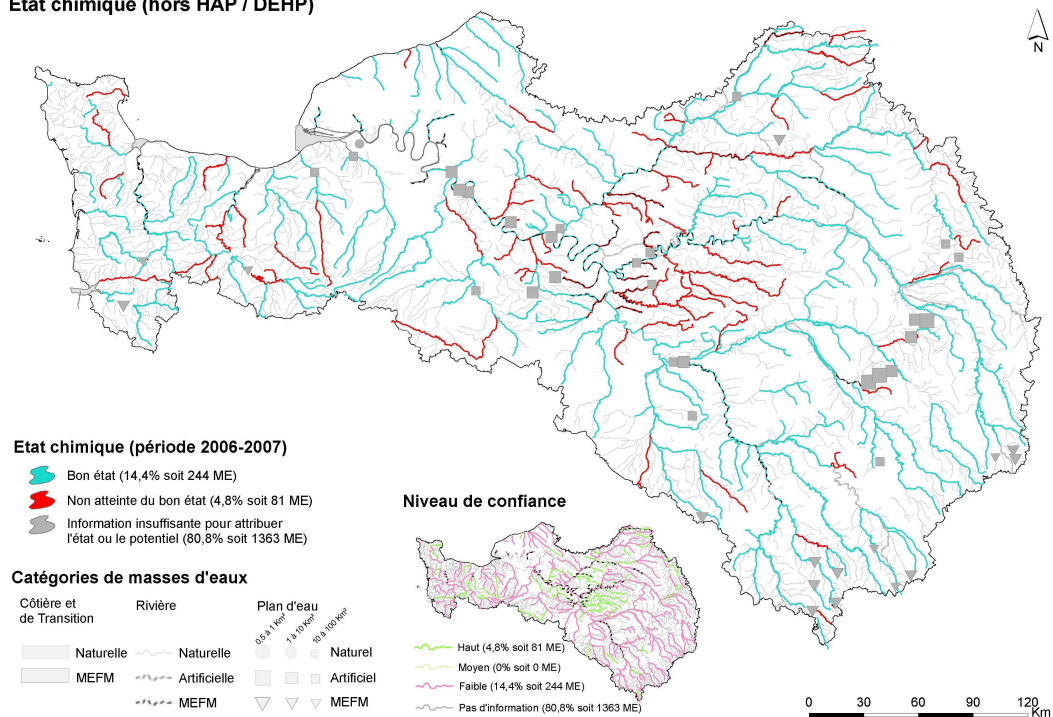 Etat chimique (hors HAP / DEHP)
N
Etat chimique (période 2006-2007)
Bon état (14,4% soit 244 ME)
Non atteinte du bon état (4,8% soit 81 ME)
Information insuffisante pour attribuer
l'état ou le potentiel (80,8% soit 1363 ME)
Catégories de masses d'eaux
Côtière et
de Transition
Naturelle
MEFM
Rivière
Naturelle
Artificielle
MEFM
Plan d'eau
0,5 à 1 Km²
1 à 10 Km²
10 à 100 Km²
Naturel
Artificiel
MEFM
Niveau de confiance
Haut (4,8% soit 81 ME)
Moyen (0% soit 0 ME)
Faible (14,4% soit 244 ME)
Pas d'information (80,8% soit 1363 ME)
0 30 60 90 120
Km